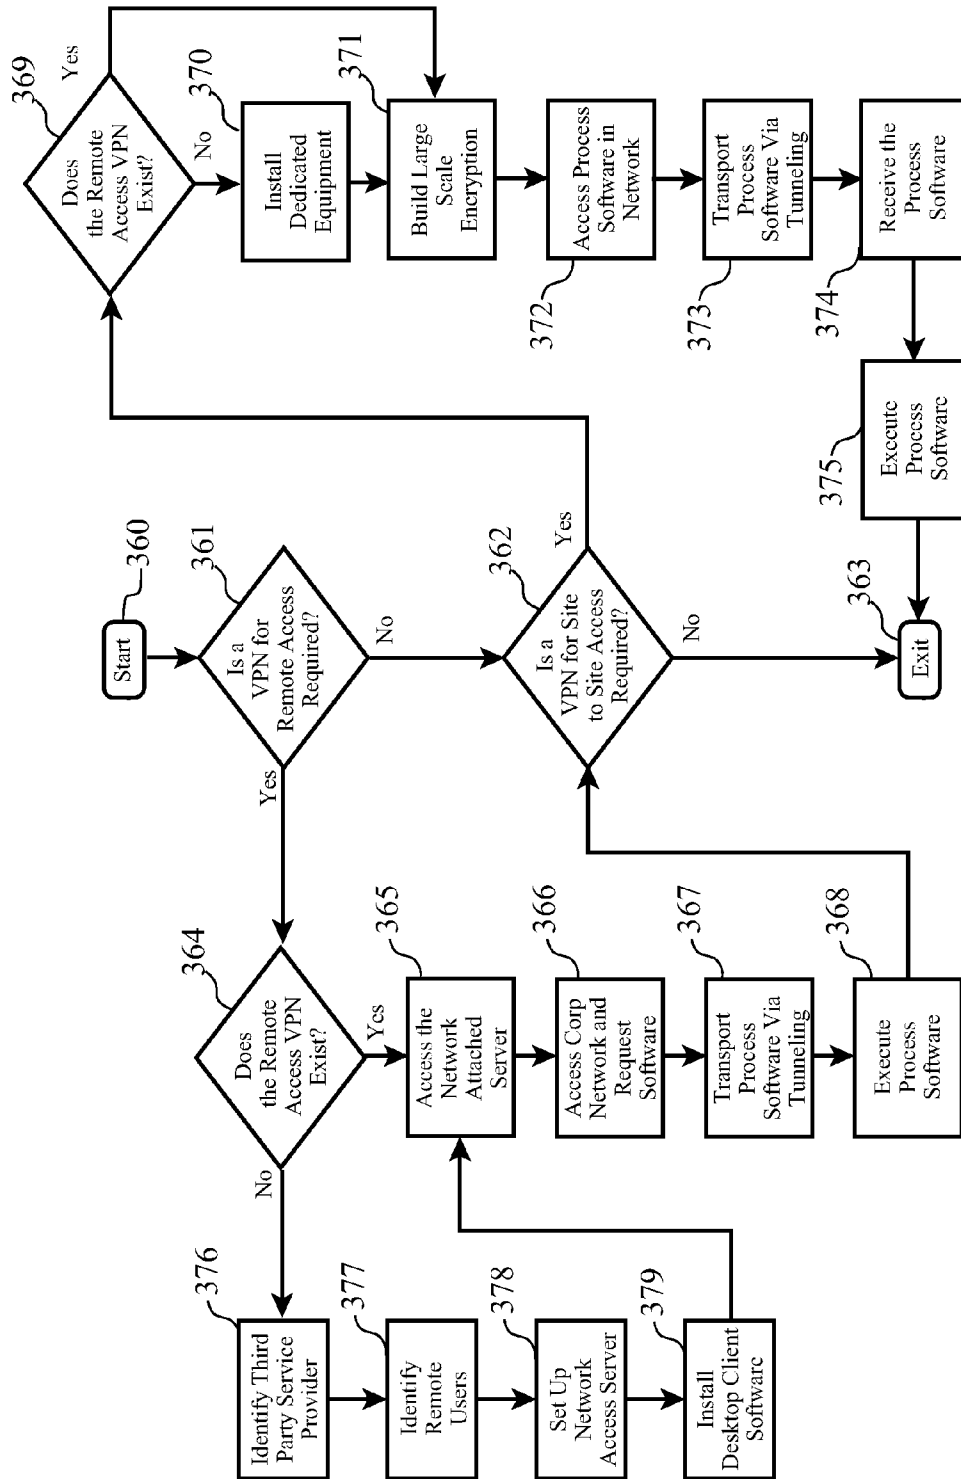 360
Start
361
Is a
VPN for
Remote Access
Required?
Yes
No
362
Is a
VPN for Site
to Site Access
Required?
Yes
No
363
Exit
364
Does
the Remote
Access VPN
Exist?
No
Yes
365
Access the
Network
Attached
Server
366
Access Corp
Network and
Request
Software
367
Transport
Process
Software Via
Tunneling
368
Execute
Process
Software
369
Does
the Remote
Access VPN
Exist?
Yes
No
370
Install
Dedicated
Equipment
371
Build Large
Scale
Encryption
372
Access Process
Software in
Network
373
Transport
Process
Software Via
Tunneling
374
Receive the
Process
Software
375
Execute
Process
Software
376
Identify Third
Party Service
Provider
377
Identify
Remote
Users
378
Set Up
Network
Access Server
379
Install
Desktop Client
Software